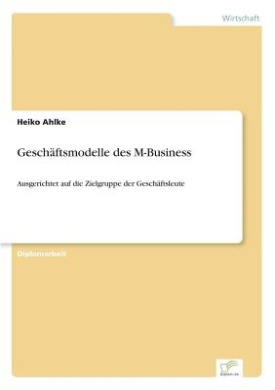 Wirtschaft
Heiko Ahlke
Geschäftsmodelle des M-Business
Ausgerichtet auf die Zielgruppe der Geschäftsleute
Diplomarbeit